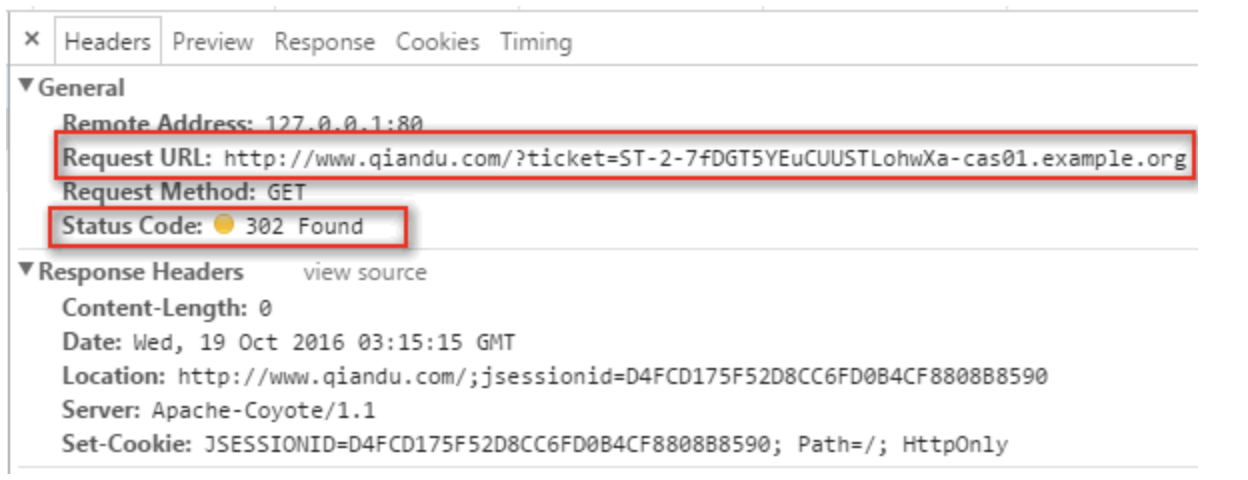 × Headers Preview Response Cookies Timing
▼General
Remote Address: 127.0.0.1:80
Request URL: http://www.qiandu.com/?ticket=ST-2-7fDGT5YEuCUUSTLohwXa-cas01.example.org
Request Method: GET
Status Code: 302 Found
▼Response Headers view source
Content-Length: 0
Date: Wed, 19 Oct 2016 03:15:15 GMT
Location: http://www.qiandu.com/;jsessionid=D4FCD175F52D8CC6FD0B4CF8808B8590
Server: Apache-Coyote/1.1
Set-Cookie: JSESSIONID=D4FCD175F52D8CC6FD0B4CF8808B8590; Path=/; HttpOnly